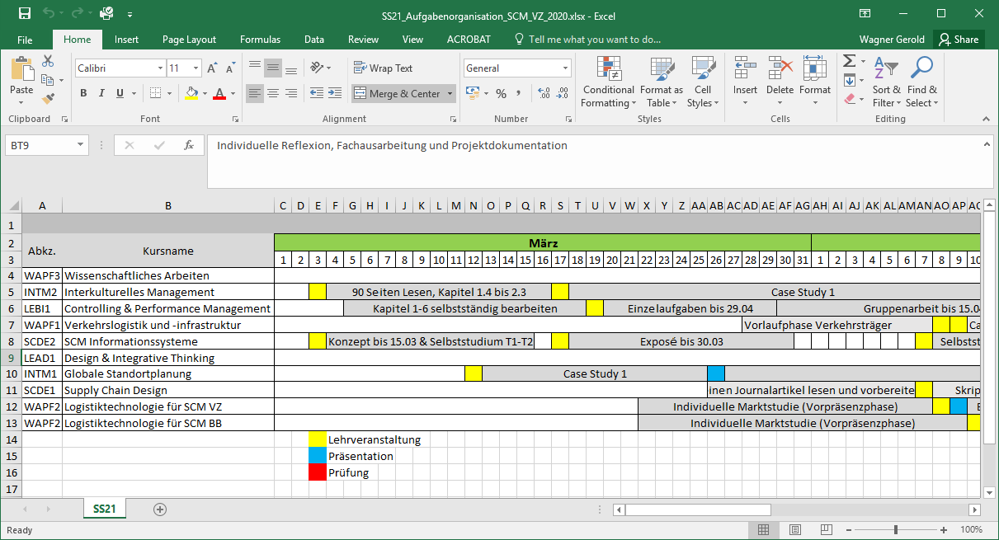 SS21_Aufgabenorganisation_SCM_VZ_2020.xlsx - Excel
File Home Insert Page Layout Formulas Data Review View ACROBAT Tell me what you want to do... Wagner Gerold Share
Calibri 11 Wrap Text General
Paste B I U Merge & Center % Conditional Formatting Format as Table Cell Styles Insert Delete Format Sort & Filter Find & Select
Clipboard Font Alignment Number Styles Cells Editing
BT9 fx Individuelle Reflexion, Fachausarbeitung und Projektdokumentation
A B C D E F G H I J K L M N O P Q R S T U V W X Y Z AA AB AC AD AE AF AG AH AI AJ AK AL AM AN AO AP
1
2 Abkz. Kursname März
3 1 2 3 4 5 6 7 8 9 10 11 12 13 14 15 16 17 18 19 20 21 22 23 24 25 26 27 28 29 30 31 1 2 3 4 5 6 7 8 9 10
4 WAPF3 Wissenschaftliches Arbeiten
5 INTM2 Interkulturelles Management 90 Seiten Lesen, Kapitel 1.4 bis 2.3 Case Study 1
6 LEBI1 Controlling & Performance Management Kapitel 1-6 selbstständig bearbeiten Einzelaufgaben bis 29.04 Gruppenarbeit bis 15.0
7 WAPF1 Verkehrslogistik und -infrastruktur Vorlaufphase Verkehrsträger Ca
8 SCDE2 SCM Informationssysteme Konzept bis 15.03 & Selbststudium T1-T2 Exposé bis 30.03 Selbstst
9 LEAD1 Design & Integrative Thinking
10 INTM1 Globale Standortplanung Case Study 1
11 SCDE1 Supply Chain Design inen Journalartikel lesen und vorbereite Skrip
12 WAPF2 Logistiktechnologie für SCM VZ Individuelle Marktstudie (Vorpräsenzphase)
13 WAPF2 Logistiktechnologie für SCM BB Individuelle Marktstudie (Vorpräsenzphase)
14 Lehrveranstaltung
15 Präsentation
16 Prüfung
17
SS21
Ready 100%